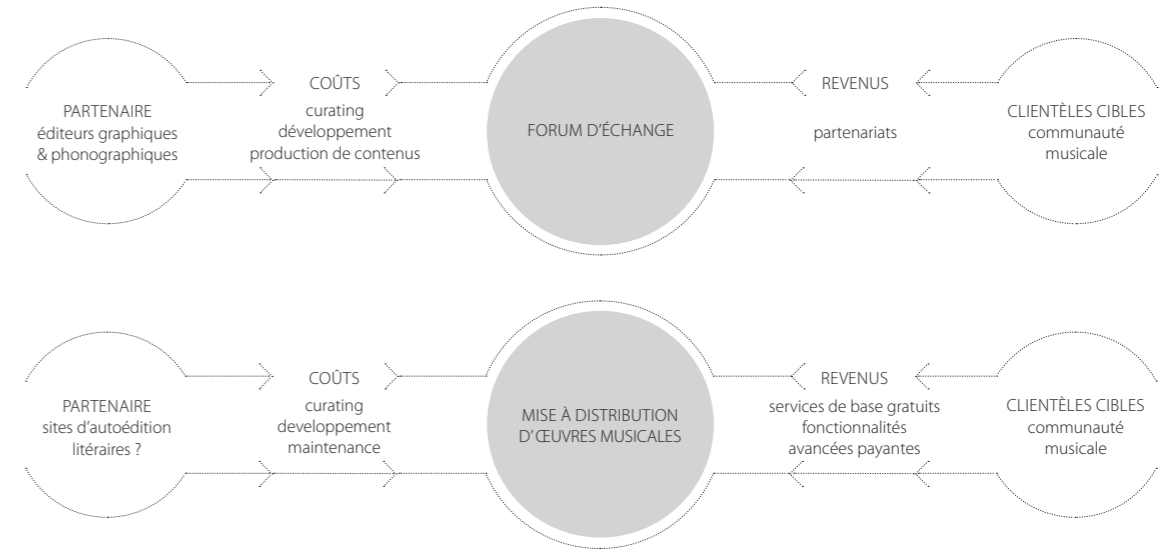 PARTENAIRE
éditeurs graphiques
& phonographiques
COÛTS
curating
développement
production de contenus
FORUM D'ÉCHANGE
REVENUS
partenariats
CLIENTÈLES CIBLES
communauté
musicale
PARTENAIRE
sites d'autoédition
litéraires ?
COÛTS
curating
developpement
maintenance
MISE À DISTRIBUTION
D'ŒUVRES MUSICALES
REVENUS
services de base gratuits
fonctionnalités
avancées payantes
CLIENTÈLES CIBLES
communauté
musicale